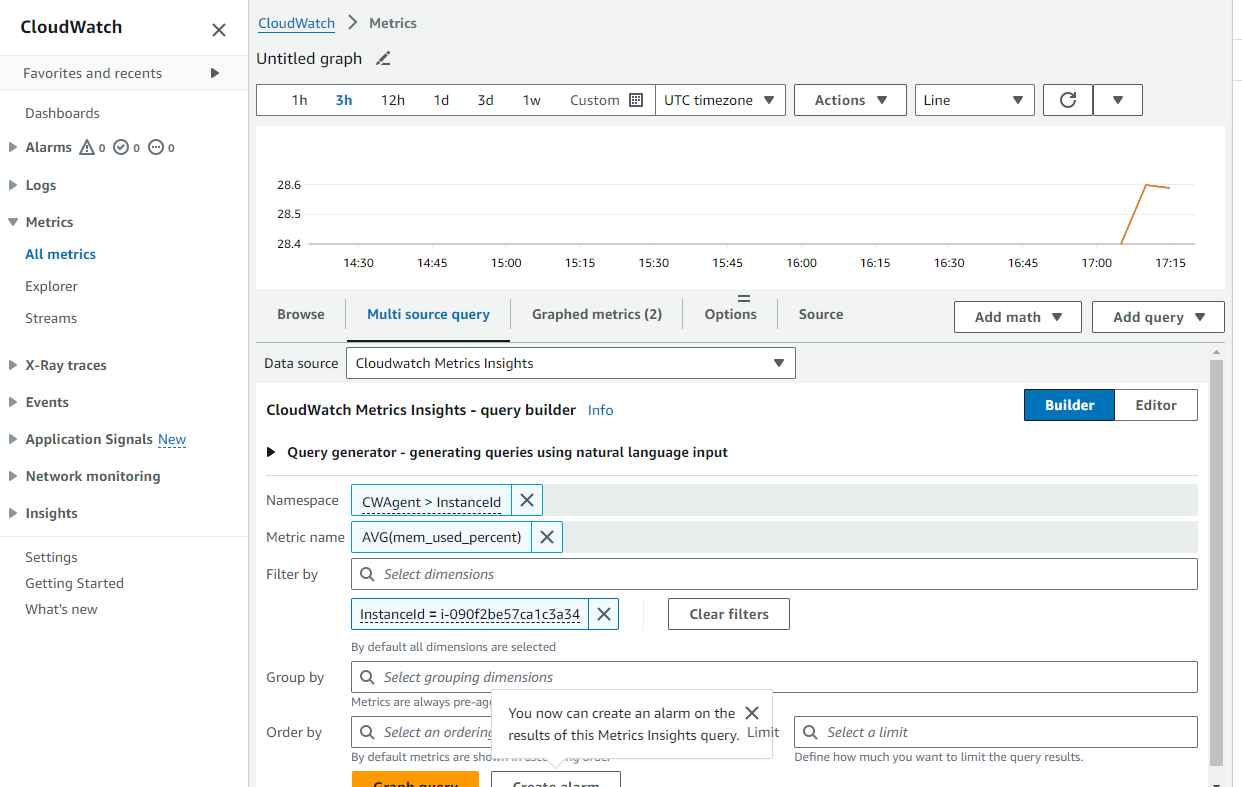 CloudWatch
Favorites and recents
Dashboards
Alarms 0 0 0
Logs
Metrics
All metrics
Explorer
Streams
X-Ray traces
Events
Application Signals New
Network monitoring
Insights
Settings
Getting Started
What's new
CloudWatch Metrics
Untitled graph
1h 3h 12h 1d 3d 1w Custom UTC timezone Actions Line
28.6
28.5
28.4
14:30 14:45 15:00 15:15 15:30 15:45 16:00 16:15 16:30 16:45 17:00 17:15
Browse Multi source query Graphed metrics (2) Options Source Add math Add query
Data source Cloudwatch Metrics Insights
CloudWatch Metrics Insights - query builder Info Builder Editor
Query generator - generating queries using natural language input
Namespace CWAgent > InstanceId
Metric name AVG(mem_used_percent)
Filter by Select dimensions
InstanceId = i-090f2be57ca1c3a34 Clear filters
By default all dimensions are selected
Group by Select grouping dimensions
Metrics are always pre-agg
You now can create an alarm on the
results of this Metrics Insights query.
Order by Select an ordering Limit Select a limit
By default metrics are shown in ascending order Define how much you want to limit the query results.
Graph query Create alarm